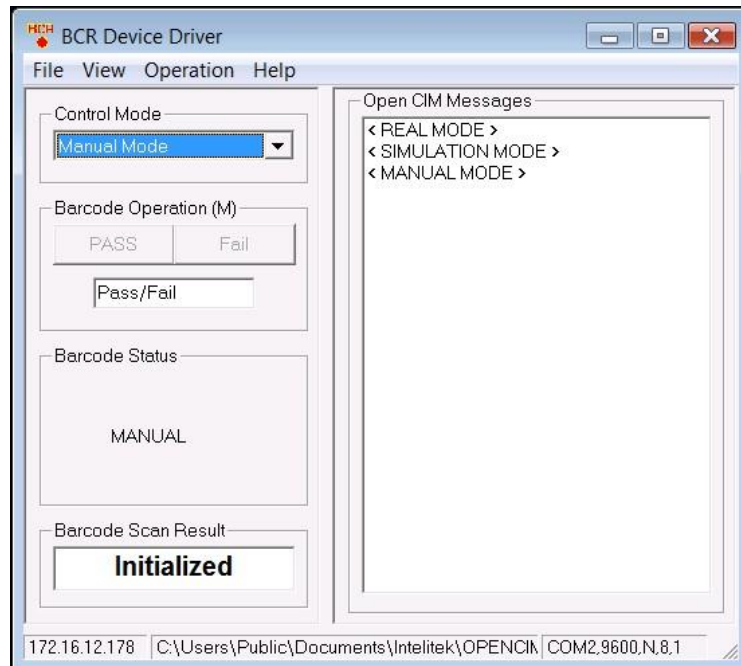 BCR Device Driver
File View Operation Help
Control Mode
Manual Mode
Barcode Operation (M)
PASS Fail
Pass/Fail
Barcode Status
MANUAL
Barcode Scan Result
Initialized
Open CIM Messages
< REAL MODE >
< SIMULATION MODE >
< MANUAL MODE >
172.16.12.178 C:\Users\Public\Documents\Intelitek\OPENCIM COM2,9600,N,8,1